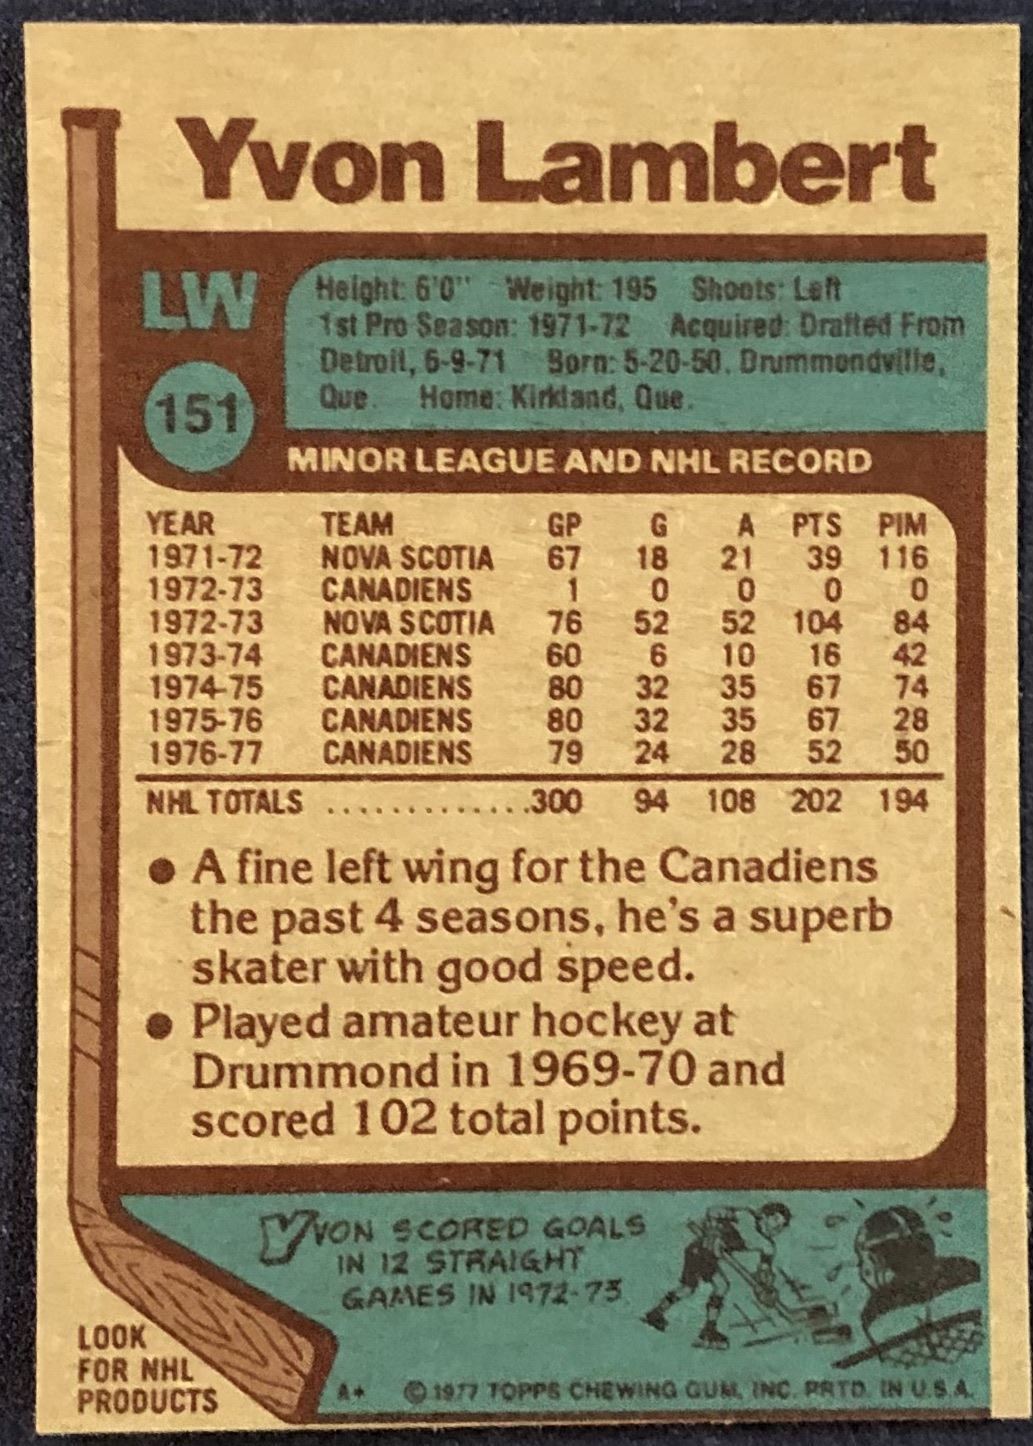 Yvon Lambert
LW
151
Height: 6'0" Weight: 195 Shoots: Left
1st Pro Season: 1971-72 Acquired: Drafted From
Detroit, 6-9-71 Born: 5-20-50, Drummondville,
Que. Home: Kirkland, Que.
MINOR LEAGUE AND NHL RECORD
YEAR TEAM GP G A PTS PIM
1971-72 NOVA SCOTIA 67 18 21 39 116
1972-73 CANADIENS 1 0 0 0 0
1972-73 NOVA SCOTIA 76 52 52 104 84
1973-74 CANADIENS 60 6 10 16 42
1974-75 CANADIENS 80 32 35 67 74
1975-76 CANADIENS 80 32 35 67 28
1976-77 CANADIENS 79 24 28 52 50
NHL TOTALS .............300 94 108 202 194
● A fine left wing for the Canadiens
the past 4 seasons, he's a superb
skater with good speed.
● Played amateur hockey at
Drummond in 1969-70 and
scored 102 total points.
YVON SCORED GOALS
IN 12 STRAIGHT
GAMES IN 1972-73
LOOK
FOR NHL
PRODUCTS
A* © 1977 TOPPS CHEWING GUM, INC. PRTD. IN U.S.A.